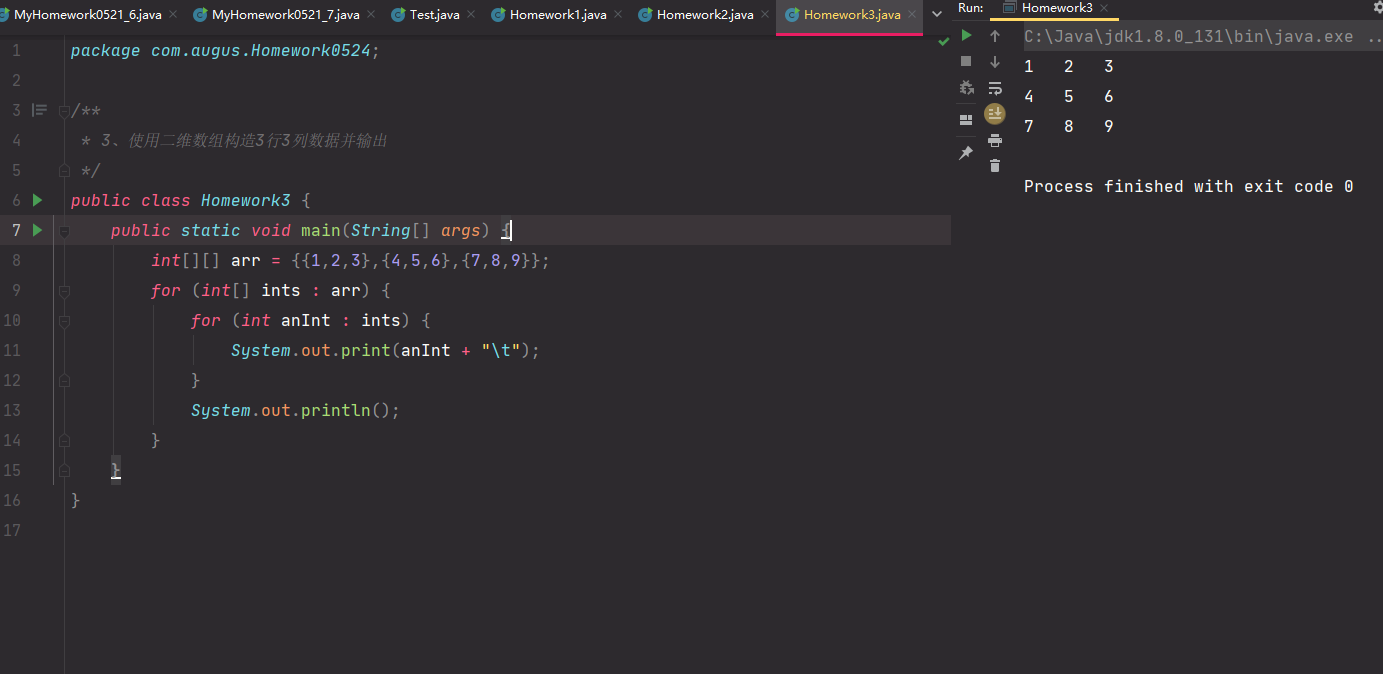 MyHomework0521_6.java MyHomework0521_7.java Test.java Homework1.java Homework2.java Homework3.java
1 package com.augus.Homework0524;
2
3 /**
4 * 3、使用二维数组构造3行3列数据并输出
5 */
6 public class Homework3 {
7 public static void main(String[] args) {
8 int[][] arr = {{1,2,3},{4,5,6},{7,8,9}};
9 for (int[] ints : arr) {
10 for (int anInt : ints) {
11 System.out.print(anInt + "\t");
12 }
13 System.out.println();
14 }
15 }
16 }
17
Run: Homework3
C:\Java\jdk1.8.0_131\bin\java.exe ..
1 2 3
4 5 6
7 8 9
Process finished with exit code 0